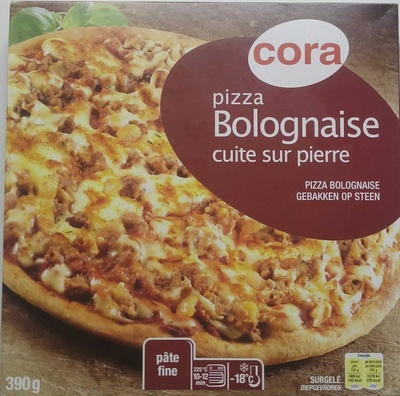 cora
pizza
Bolognaise
cuite sur pierre
PIZZA BOLOGNAISE
GEBAKKEN OP STEEN
pâte
fine
225°C
10-12
min
-18°C
390g
SURGELÉ
DIEPGEVROREN
Energie